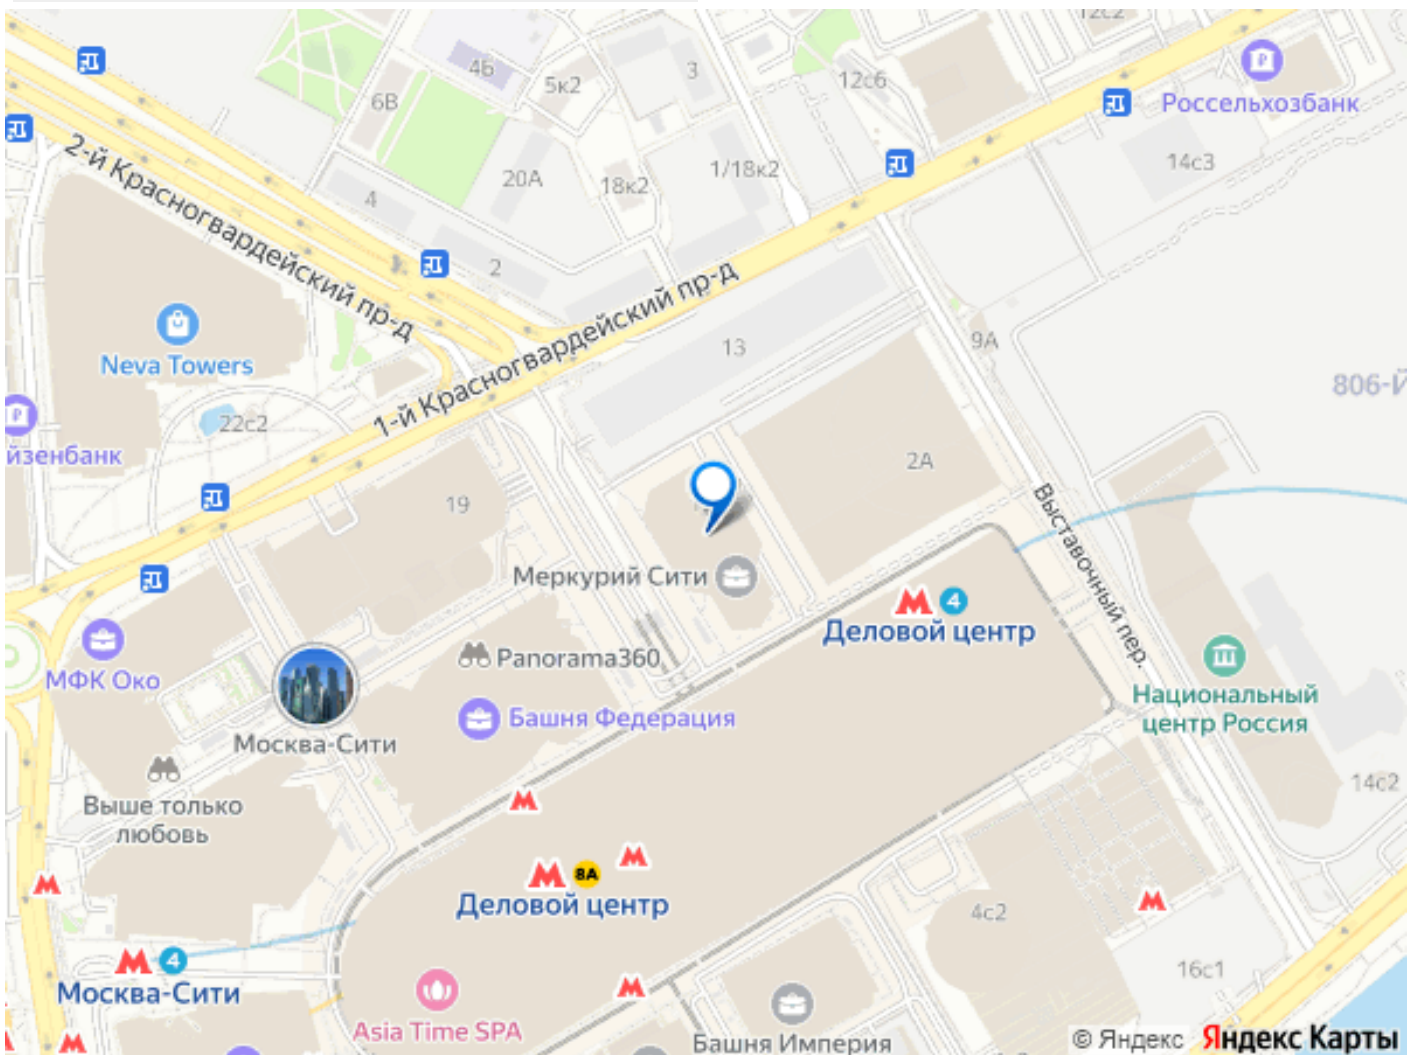 12с2
4Б
3
5к2
12с6
6В
Россельхозбанк
2-й Красногвардейский пр-д
1/18к2
14с3
20А
18к2
4
2
1-й Красногвардейский пр-д
13
9А
Neva Towers
806-Й
22с2
йзенбанк
2А
19
Выставочный пер.
Меркурий Сити
4
Деловой центр
Panorama360
МФК Око
Национальный
центр Россия
Башня Федерация
Москва-Сити
14с2
Выше только
любовь
8А
Деловой центр
4с2
4
16с1
Москва-Сити
Asia Time SPA
Башня Империя
© Яндекс Яндекс Карты